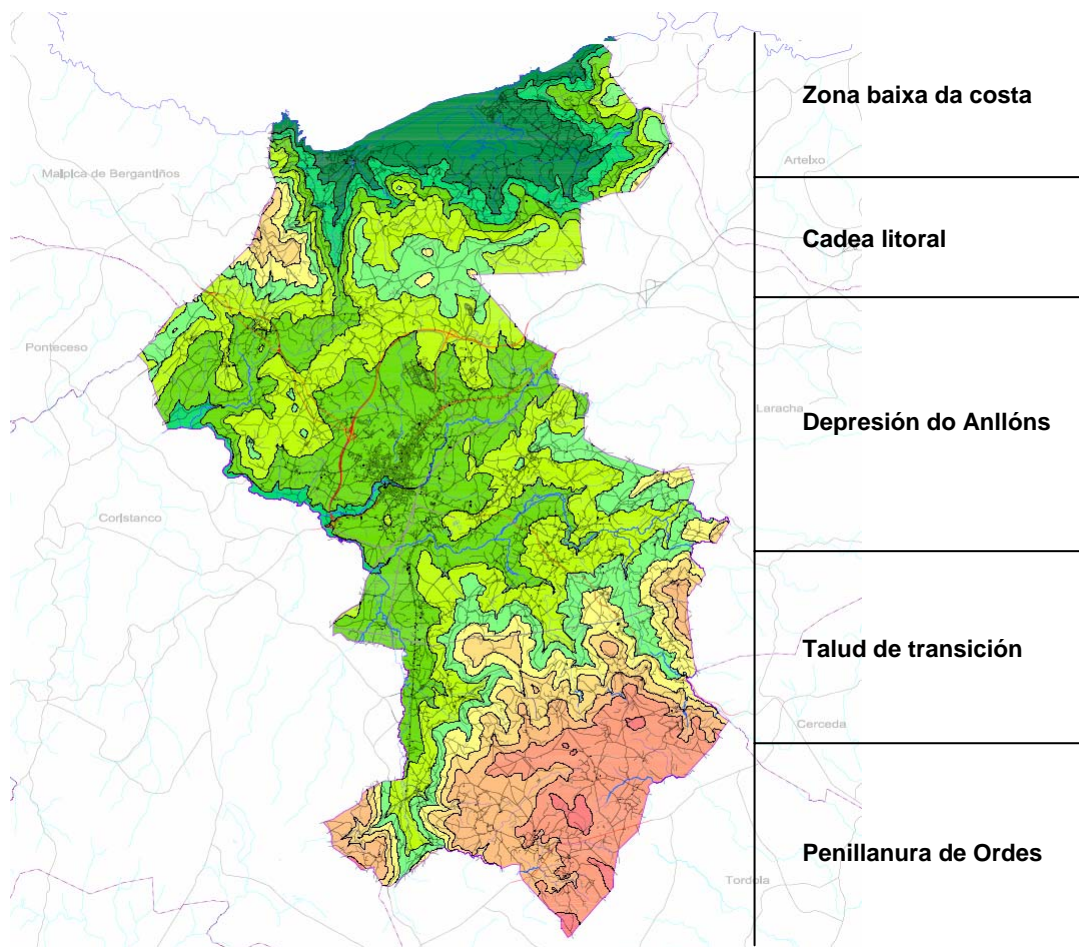 Zona baixa da costa
Malpica de Bergantiños
Arteixo
Cadea litoral
Ponteceso
Laracha
Depresión do Anllóns
Coristanco
Talud de transición
Cerceda
Penillanura de Ordes
Tordoia